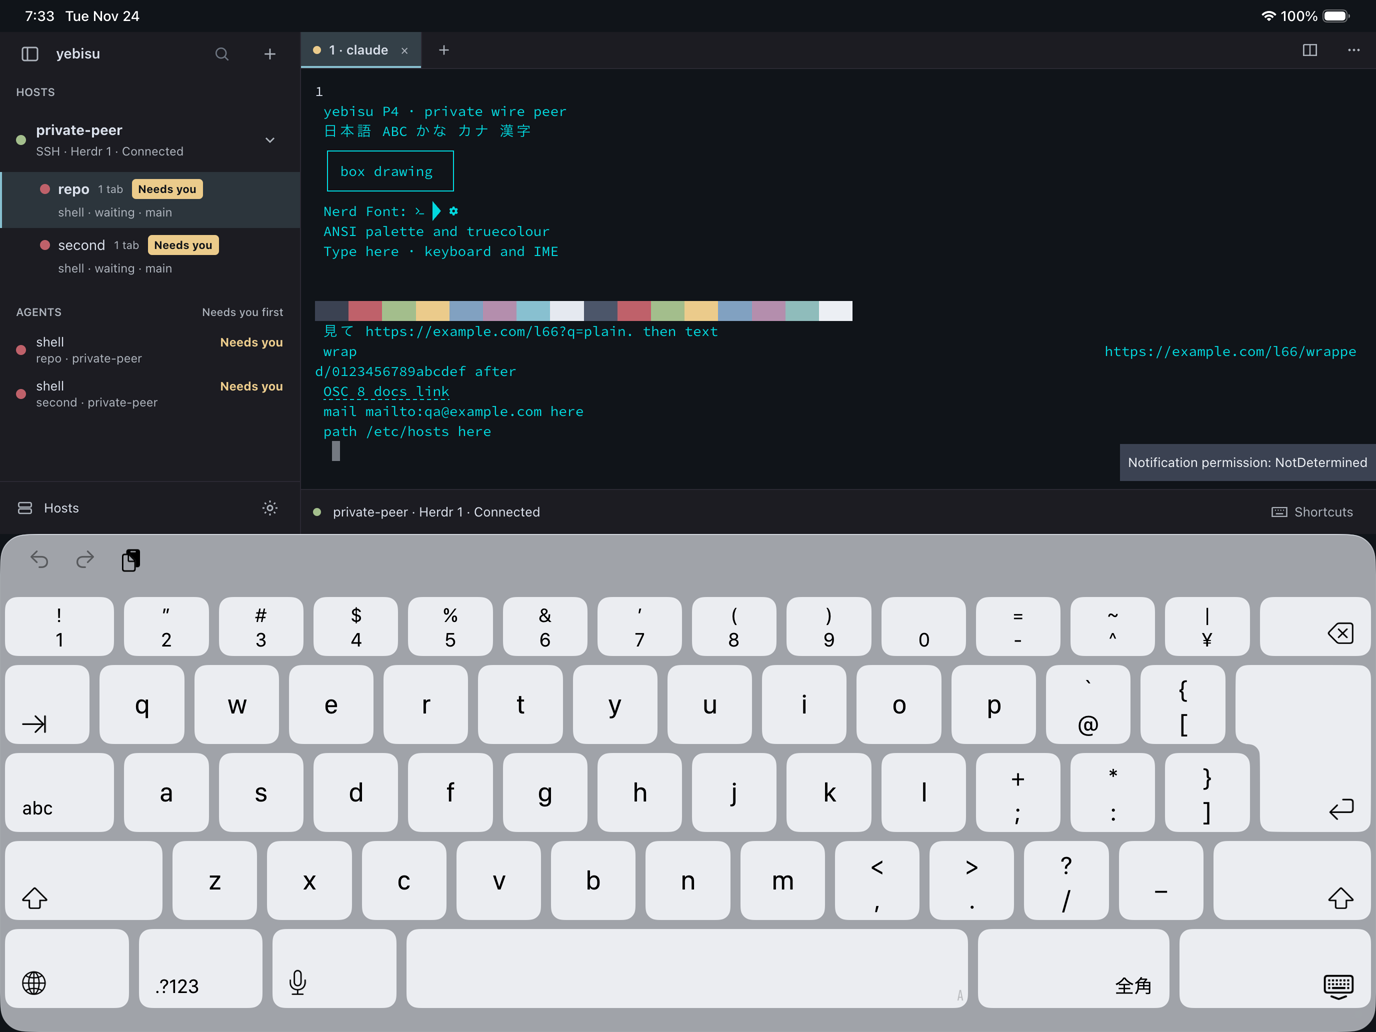 7:33 Tue Nov 24
100%
yebisu
HOSTS
private-peer
SSH · Herdr 1 · Connected
repo 1 tab Needs you
shell · waiting · main
second 1 tab Needs you
shell · waiting · main
AGENTS Needs you first
shell Needs you
repo · private-peer
shell Needs you
second · private-peer
Hosts
1 · claude × +
1
yebisu P4 · private wire peer
日本語 ABC かな カナ 漢字
box drawing
Nerd Font:
ANSI palette and truecolour
Type here · keyboard and IME
見て https://example.com/l66?q=plain. then text
wrap https://example.com/l66/wrappe
d/0123456789abcdef after
OSC 8 docs link
mail mailto:qa@example.com here
path /etc/hosts here
Notification permission: NotDetermined
private-peer · Herdr 1 · Connected
Shortcuts
! " # $ % & ' ( ) = ~ |
1 2 3 4 5 6 7 8 9 0 - ^ ¥
q w e r t y u i o p ` @ { [
abc a s d f g h j k l + ; * : } ]
z x c v b n m < , > . ? / _
.?123 A 全角